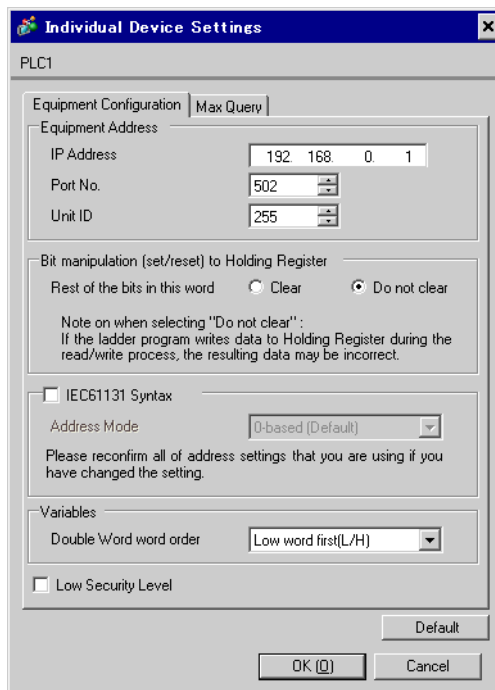 Individual Device Settings
PLC1
Equipment Configuration Max Query
Equipment Address
IP Address 192. 168. 0. 1
Port No. 502
Unit ID 255
Bit manipulation (set/reset) to Holding Register
Rest of the bits in this word Clear Do not clear
Note on when selecting "Do not clear" :
If the ladder program writes data to Holding Register during the
read/write process, the resulting data may be incorrect.
IEC61131 Syntax
Address Mode 0-based (Default)
Please reconfirm all of address settings that you are using if you
have changed the setting.
Variables
Double Word word order Low word first(L/H)
Low Security Level
Default
OK (O) Cancel